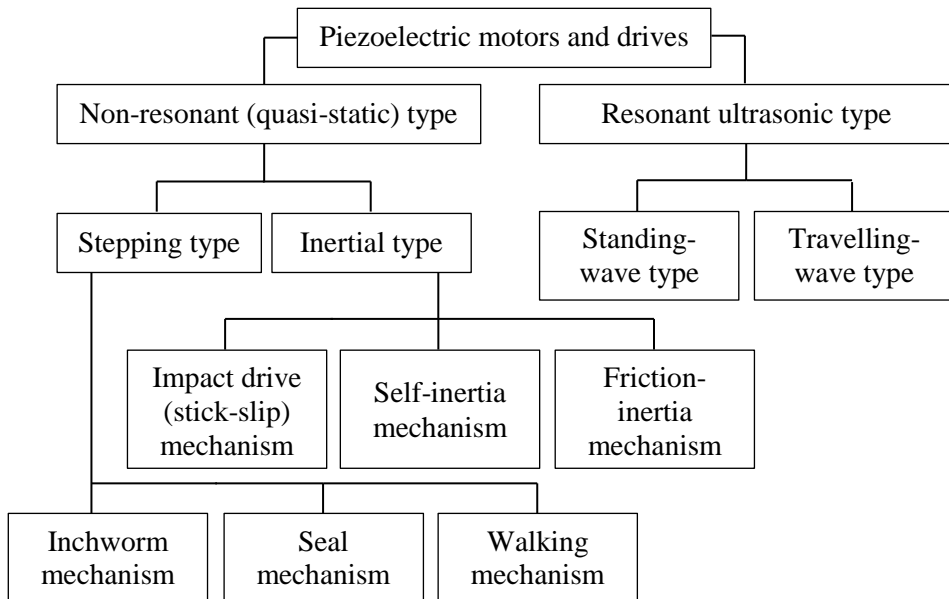 Piezoelectric motors and drives
Non-resonant (quasi-static) type
Resonant ultrasonic type
Stepping type
Inertial type
Standing-
wave type
Travelling-
wave type
Impact drive
(stick-slip)
mechanism
Self-inertia
mechanism
Friction-
inertia
mechanism
Inchworm
mechanism
Seal
mechanism
Walking
mechanism